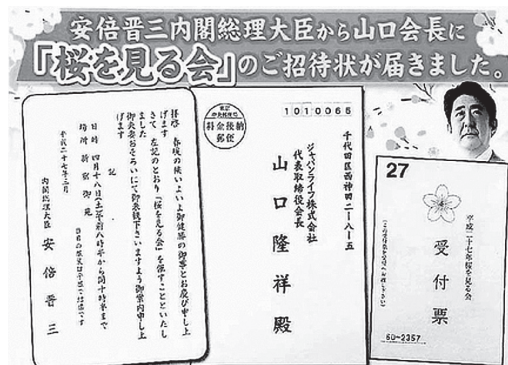 安倍晋三内閣総理大臣から山口会長に
「桜を見る会」のご招待状が届きました。
拝啓 春暖の候いよいよ御健勝の御事とお慶び申し上
げます
さて 左記のとおり「桜を見る会」を催すことといたし
ました
御夫妻おそろいにて御来観下さいますよう御案内申し上
げます
記
日時 四月十八日(土)午前八時半から同十時半まで
場所 新宿御苑
平成二十七年三月
内閣総理大臣 安倍晋三
料金後納
郵便
1010065
千代田区西神田二ー八ー五
ジャパンライフ株式会社
代表取締役会長
山口隆祥殿
27
平成二十七年桜を見る会
受付票
60-2357